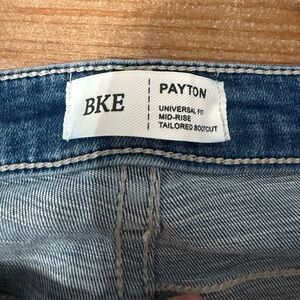 BKE
PAYTON
UNIVERSAL FIT
MID-RISE
TAILORED BOOTCUT